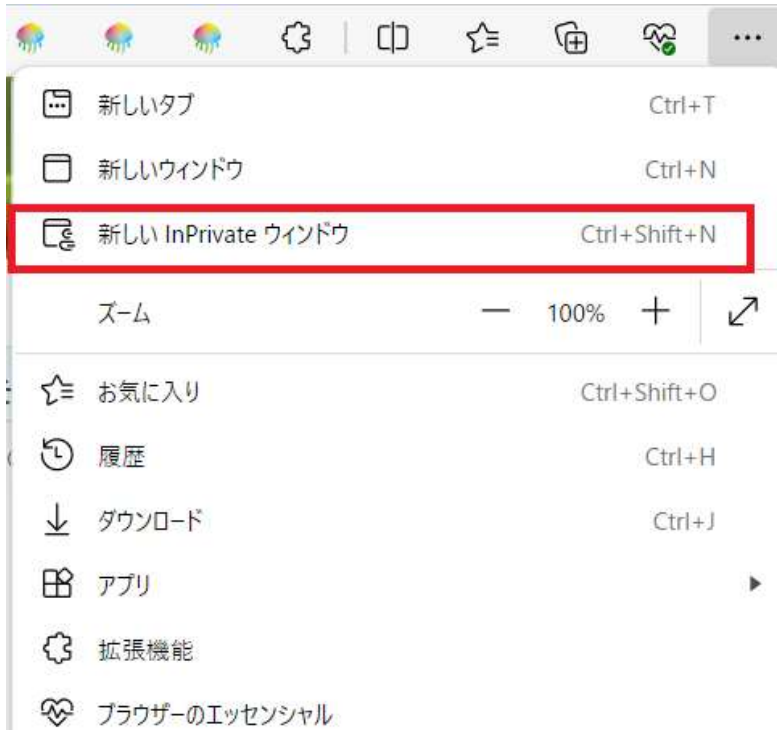 新しいタブ Ctrl+T
新しいウィンドウ Ctrl+N
新しい InPrivate ウィンドウ Ctrl+Shift+N
ズーム — 100% +
お気に入り Ctrl+Shift+O
履歴 Ctrl+H
ダウンロード Ctrl+J
アプリ
拡張機能
ブラウザーのエッセンシャル